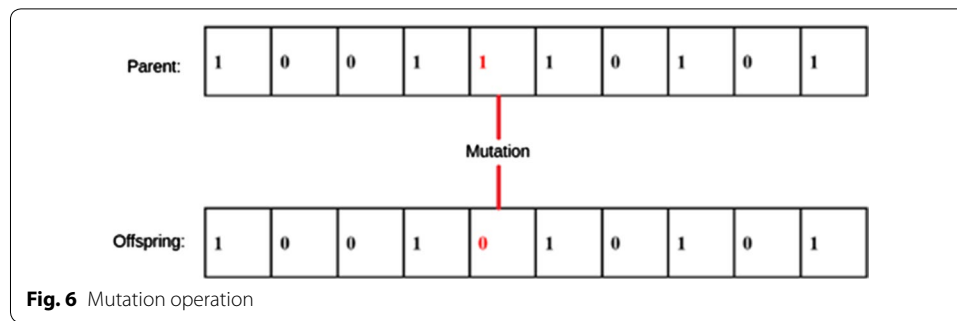 Parent: 1 0 0 1 1 1 0 1 0 1
Mutation
Offspring: 1 0 0 1 0 1 0 1 0 1
Fig. 6 Mutation operation